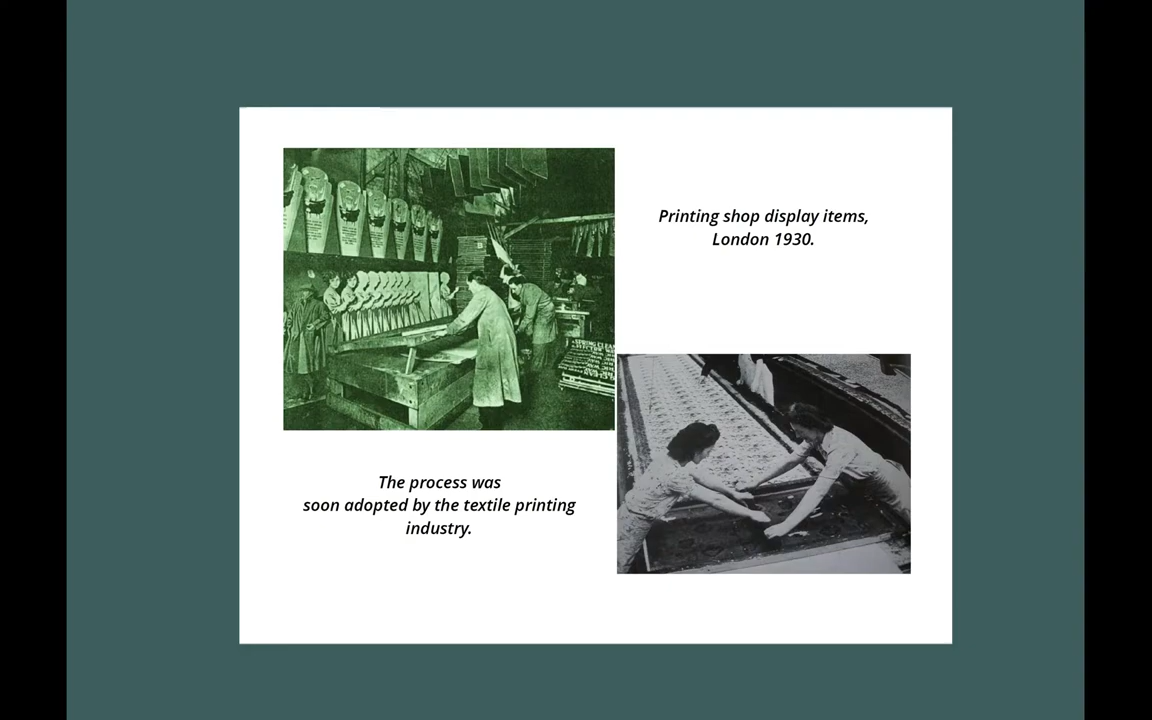 Printing shop display items,
London 1930.
The process was
soon adopted by the textile printing
industry.